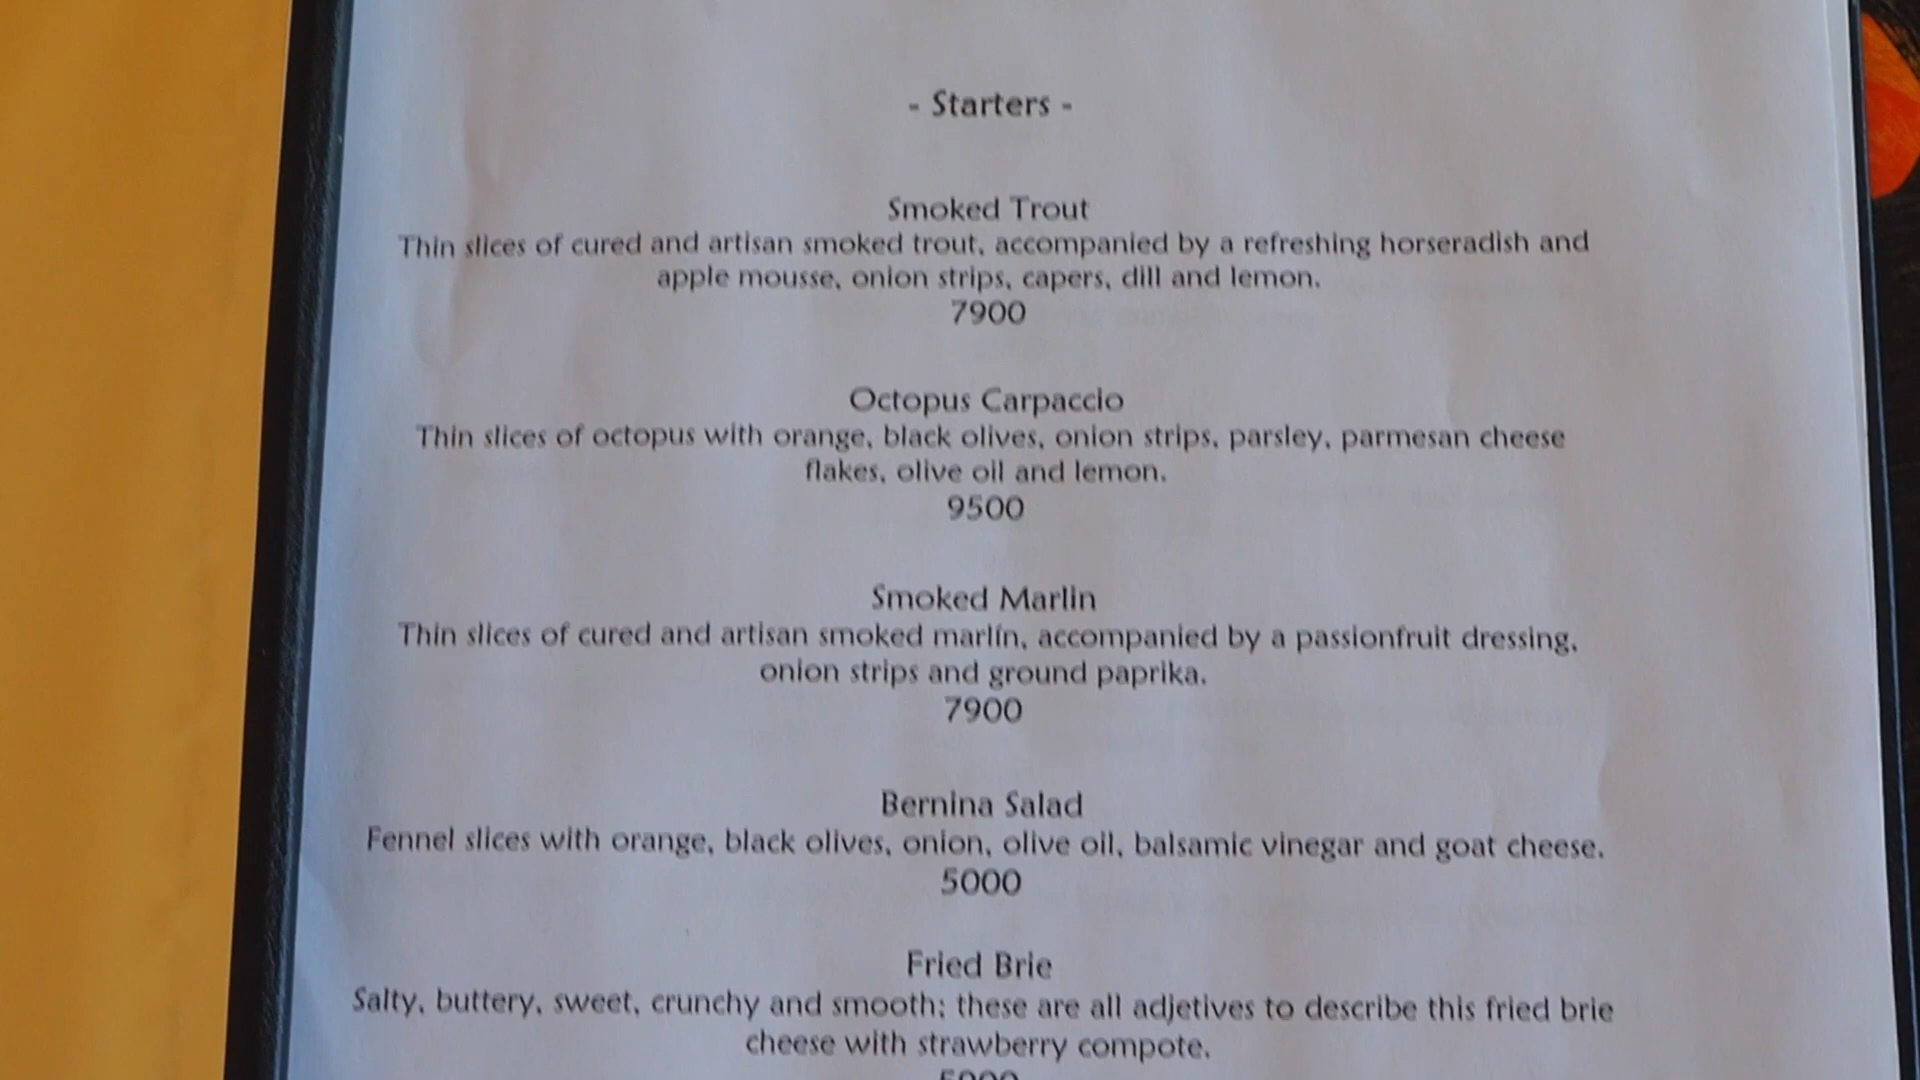 - Starters -
Smoked Trout
Thin slices of cured and artisan smoked trout, accompanied by a refreshing horseradish and
apple mousse, onion strips, capers, dill and lemon.
7900
Octopus Carpaccio
Thin slices of octopus with orange, black olives, onion strips, parsley, parmesan cheese
flakes, olive oil and lemon.
9500
Smoked Marlin
Thin slices of cured and artisan smoked marlín, accompanied by a passionfruit dressing,
onion strips and ground paprika.
7900
Bernina Salad
Fennel slices with orange, black olives, onion, olive oil, balsamic vinegar and goat cheese.
5000
Fried Brie
Salty, buttery, sweet, crunchy and smooth; these are all adjetives to describe this fried brie
cheese with strawberry compote.